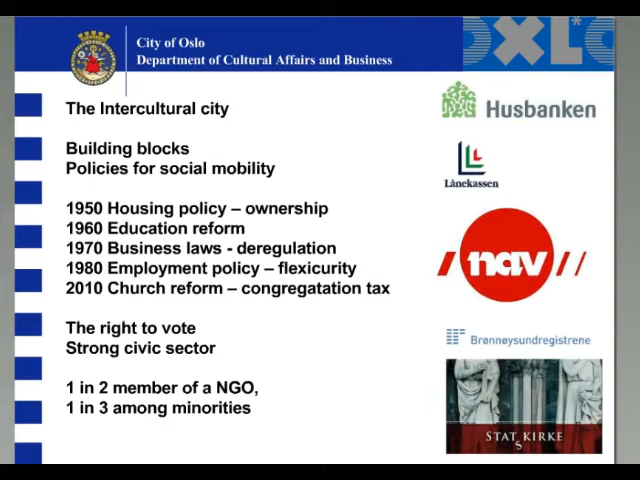 City of Oslo
Department of Cultural Affairs and Business
OXLO*
The Intercultural city
Building blocks
Policies for social mobility
1950 Housing policy – ownership
1960 Education reform
1970 Business laws - deregulation
1980 Employment policy – flexicurity
2010 Church reform – congregatation tax
The right to vote
Strong civic sector
1 in 2 member of a NGO,
1 in 3 among minorities
Husbanken
Lånekassen
nav
Brønnøysundregistrene
STAT KIRKE
S